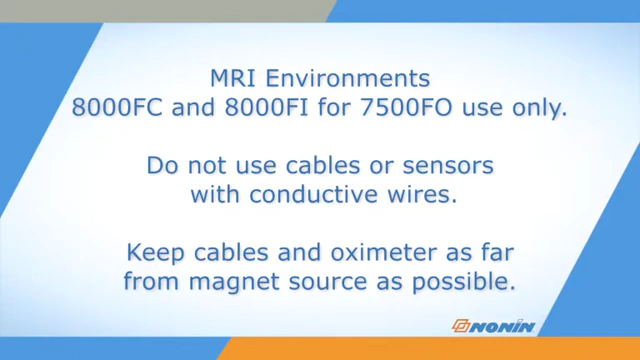 MRI Environments
8000FC and 8000FI for 7500FO use only.
Do not use cables or sensors
with conductive wires.
Keep cables and oximeter as far
from magnet source as possible.
NONIN